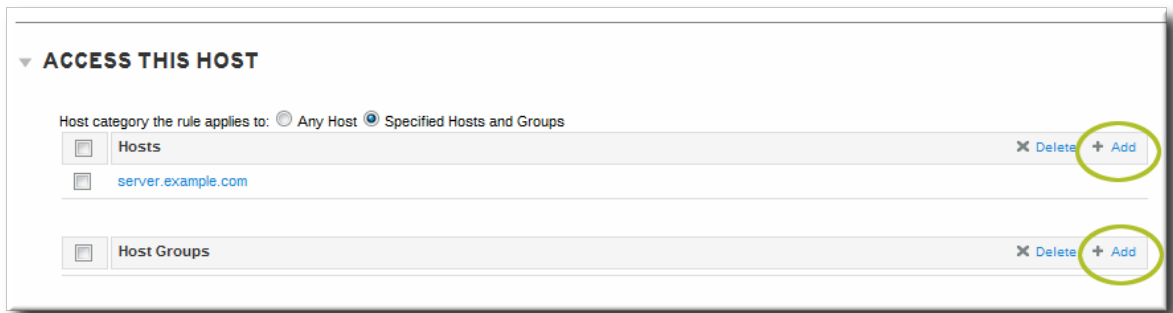 ACCESS THIS HOST
Host category the rule applies to: Any Host Specified Hosts and Groups
Hosts Delete + Add
server.example.com
Host Groups Delete + Add